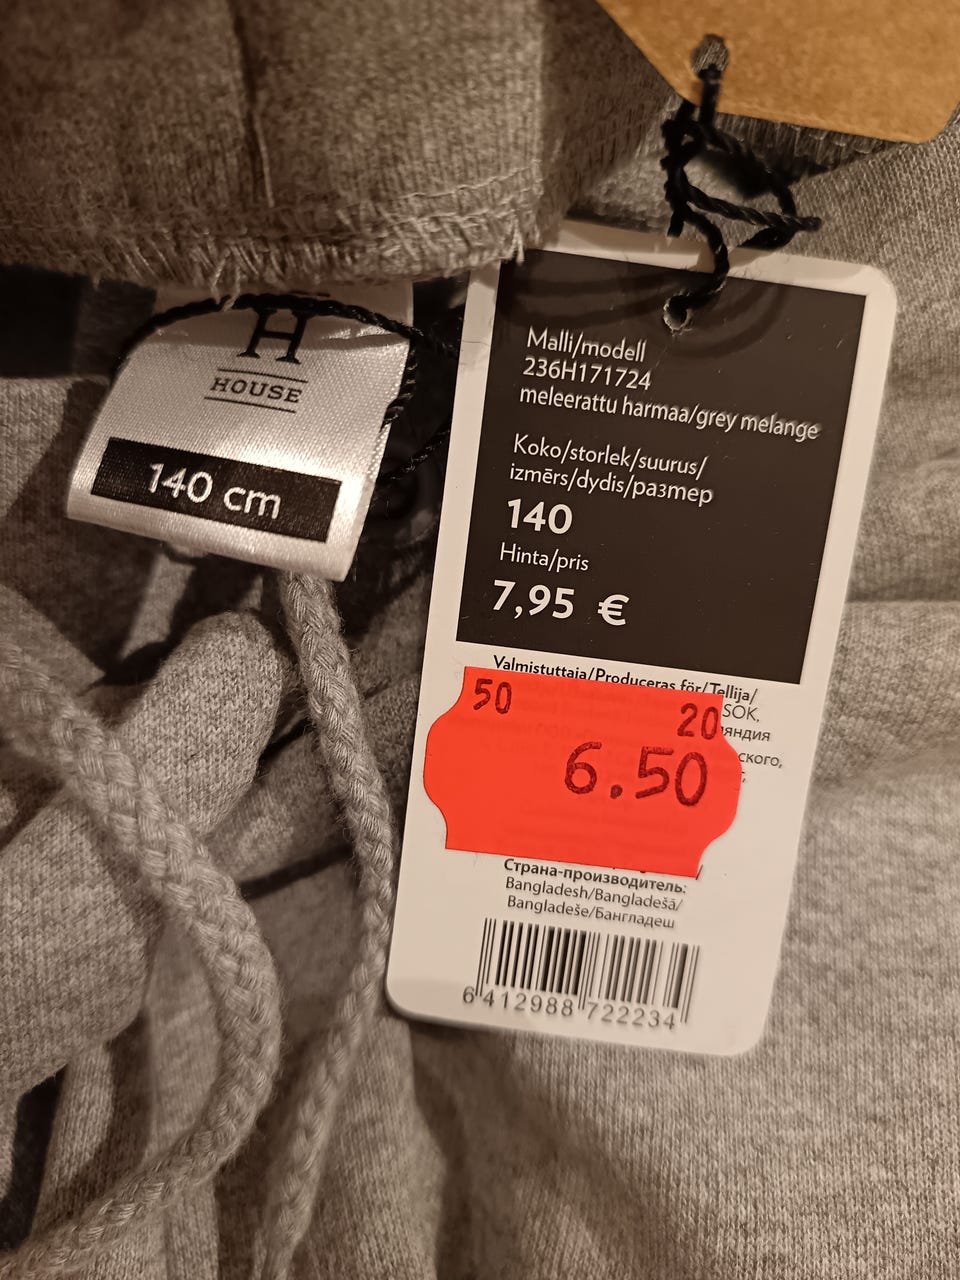 H
HOUSE
140 cm
Malli/modell
236H171724
meleerattu harmaa/grey melange
Koko/storlek/suurus/
izmērs/dydis/размер
140
Hinta/pris
7,95 €
Valmistuttaja/Produceras för/Tellija/
SOK,
яндия
ского,
50 20
6.50
Страна-производитель:
Bangladesh/Bangladešā/
Bangladeše/Бангладеш
6 412988 722234